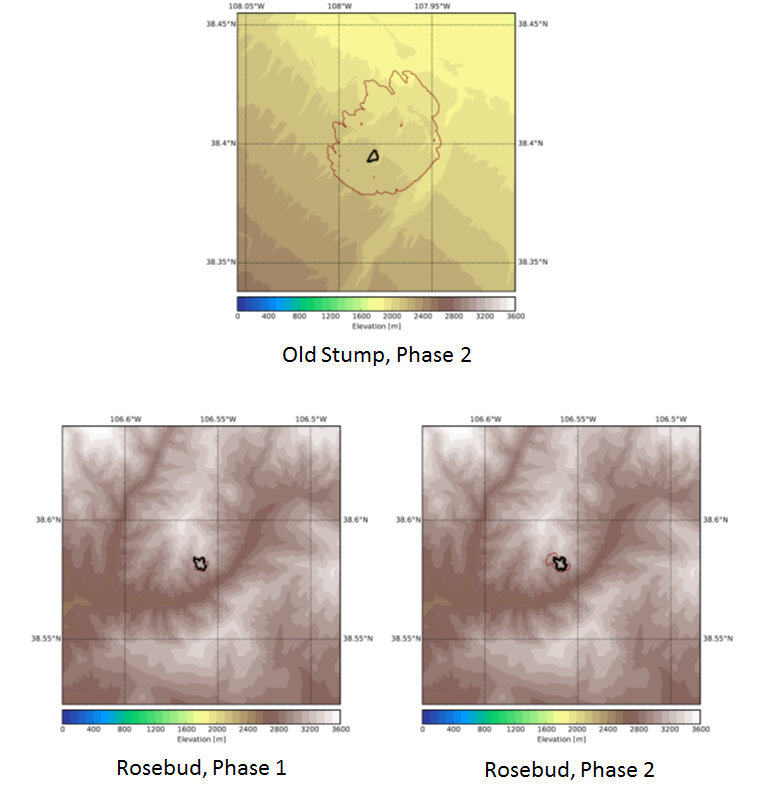 108.05°W 108°W 107.95°W
38.45°N 38.45°N
38.4°N 38.4°N
38.35°N 38.35°N
0 400 800 1200 1600 2000 2400 2800 3200 3600
Elevation [m]
Old Stump, Phase 2
106.6°W 106.55°W 106.5°W 106.6°W 106.55°W 106.5°W
38.6°N 38.6°N 38.6°N 38.6°N
38.55°N 38.55°N 38.55°N 38.55°N
0 400 800 1200 1600 2000 2400 2800 3200 3600 0 400 800 1200 1600 2000 2400 2800 3200 3600
Elevation [m] Elevation [m]
Rosebud, Phase 1 Rosebud, Phase 2